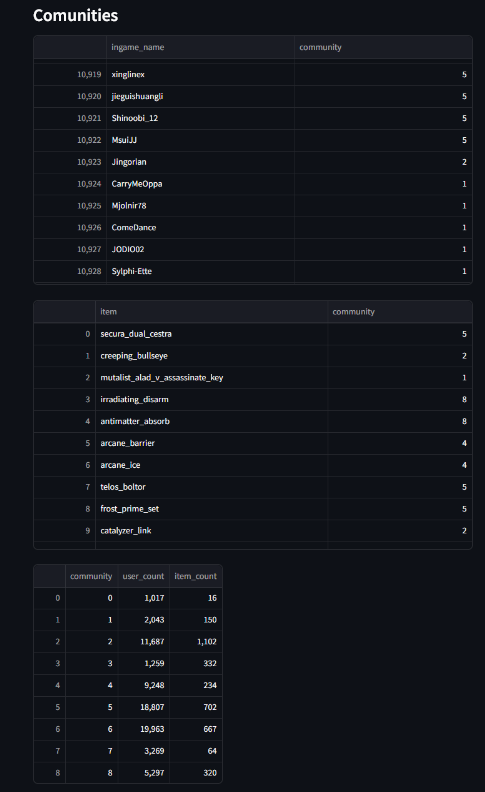 Comunities
ingame_name community
10,919 xinglinex 5
10,920 jieguishuangli 5
10,921 Shinoobi_12 5
10,922 MsuiJJ 5
10,923 Jingorian 2
10,924 CarryMeOppa 1
10,925 Mjolnir78 1
10,926 ComeDance 1
10,927 JODIO02 1
10,928 Sylphi-Ette 1
item community
0 secura_dual_cestra 5
1 creeping_bullseye 2
2 mutalist_alad_v_assassinate_key 1
3 irradiating_disarm 8
4 antimatter_absorb 8
5 arcane_barrier 4
6 arcane_ice 4
7 telos_boltor 5
8 frost_prime_set 5
9 catalyzer_link 2
community user_count item_count
0 0 1,017 16
1 1 2,043 150
2 2 11,687 1,102
3 3 1,259 332
4 4 9,248 234
5 5 18,807 702
6 6 19,963 667
7 7 3,269 64
8 8 5,297 320